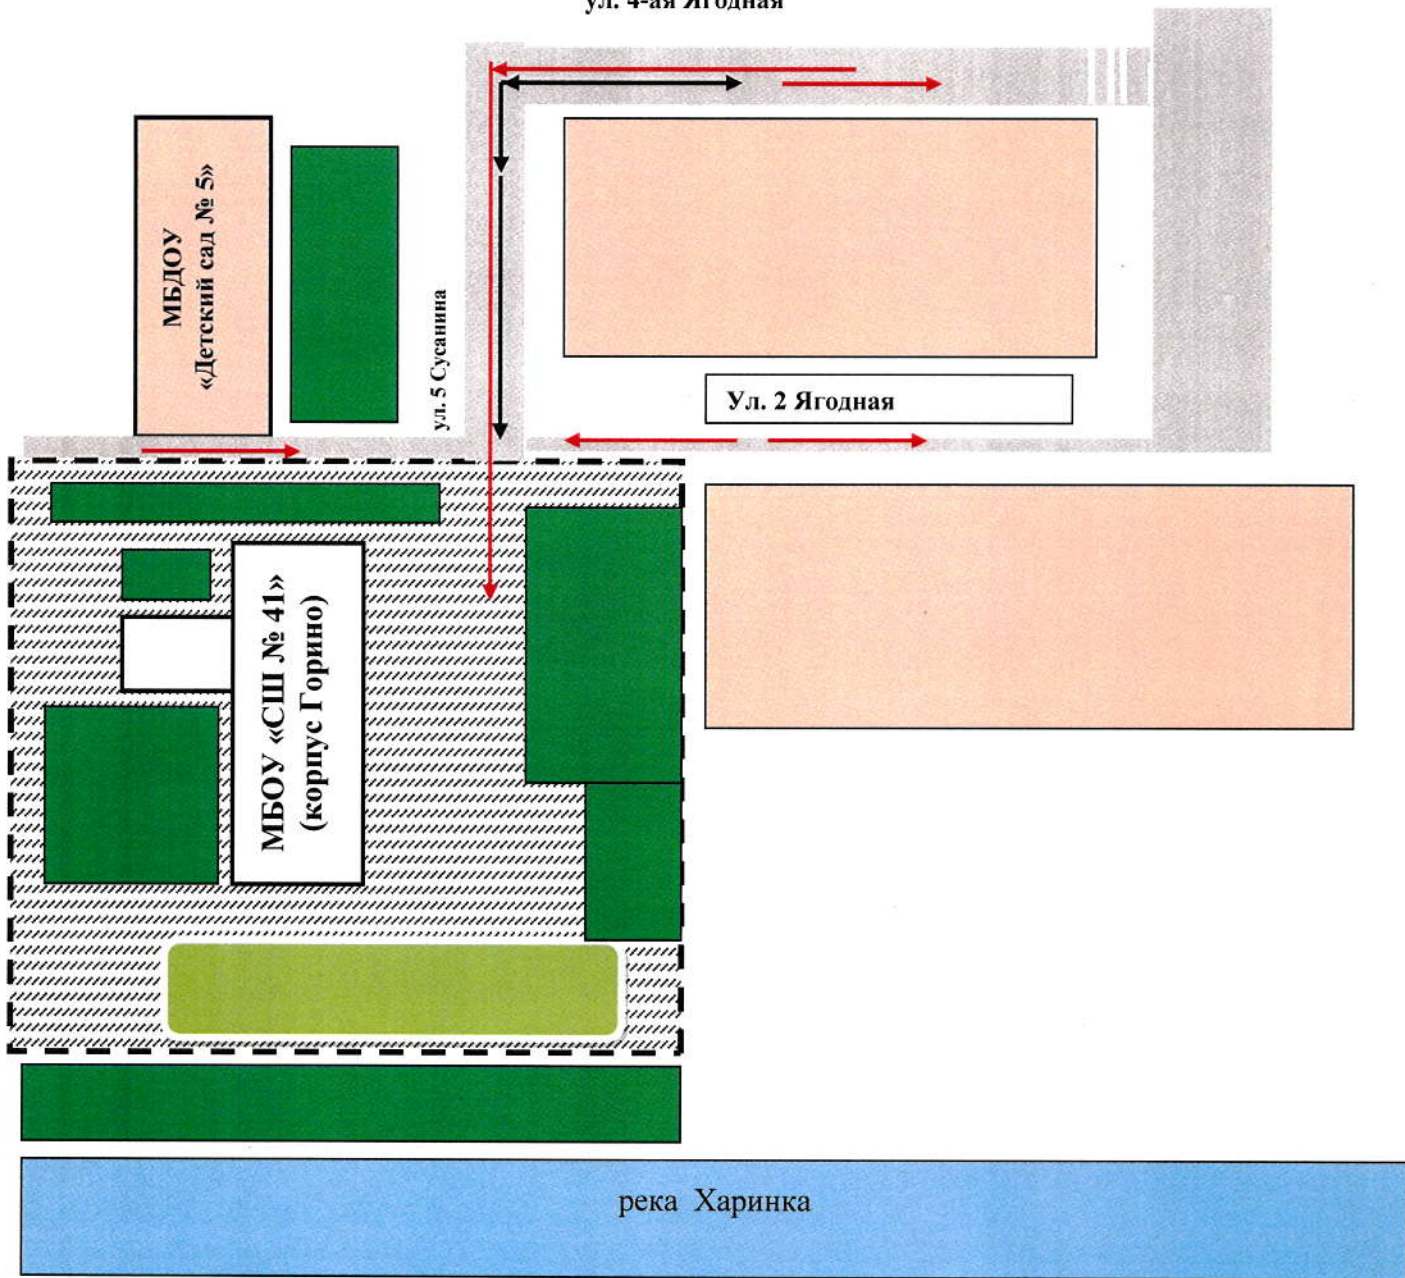 ул. 4-ая Ягодная
МБДОУ
«Детский сад № 5»
ул. 5 Сусанина
Ул. 2 Ягодная
МБОУ «СШ № 41»
(корпус Горино)
река Харинка